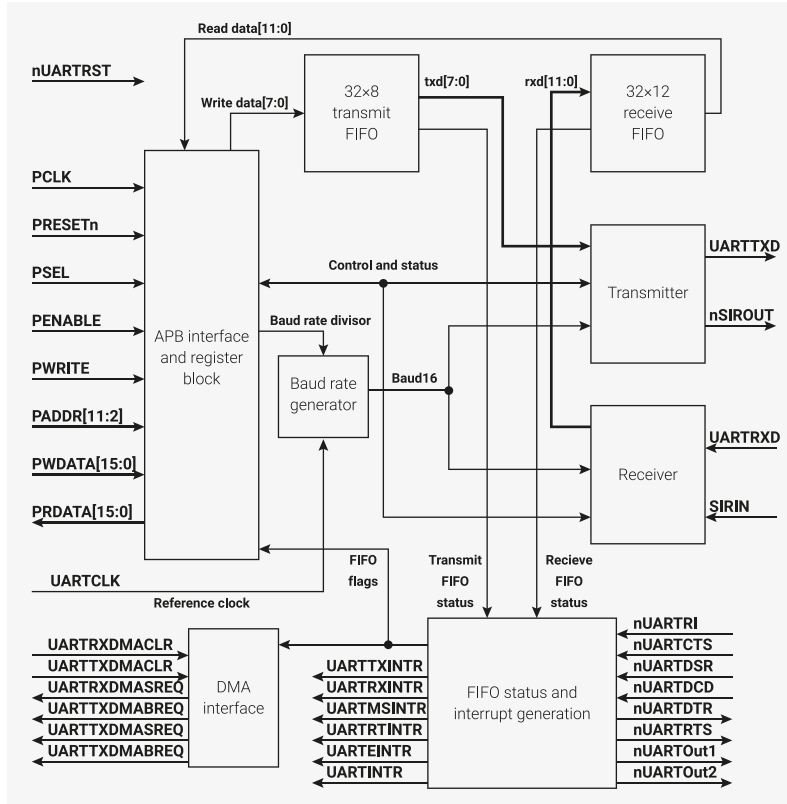 Read data[11:0]
nUARTRST
Write data[7:0]
32×8
transmit
FIFO
txd[7:0]
rxd[11:0]
32×12
receive
FIFO
PCLK
PRESETn
PSEL
PENABLE
PWRITE
PADDR[11:2]
PWDATA[15:0]
PRDATA[15:0]
APB interface
and register
block
Control and status
Baud rate divisor
Baud rate
generator
Baud16
Transmitter
UARTTXD
nSIROUT
Receiver
UARTRXD
SIRIN
UARTCLK
Reference clock
FIFO
flags
Transmit
FIFO
status
Recieve
FIFO
status
UARTRXDMACLR
UARTTXDMACLR
UARTRXDMASREQ
UARTRXDMABREQ
UARTTXDMASREQ
UARTTXDMABREQ
DMA
interface
UARTTXINTR
UARTRXINTR
UARTMSINTR
UARTRTINTR
UARTEINTR
UARTINTR
FIFO status and
interrupt generation
nUARTRI
nUARTCTS
nUARTDSR
nUARTDCD
nUARTDTR
nUARTRTS
nUARTOut1
nUARTOut2